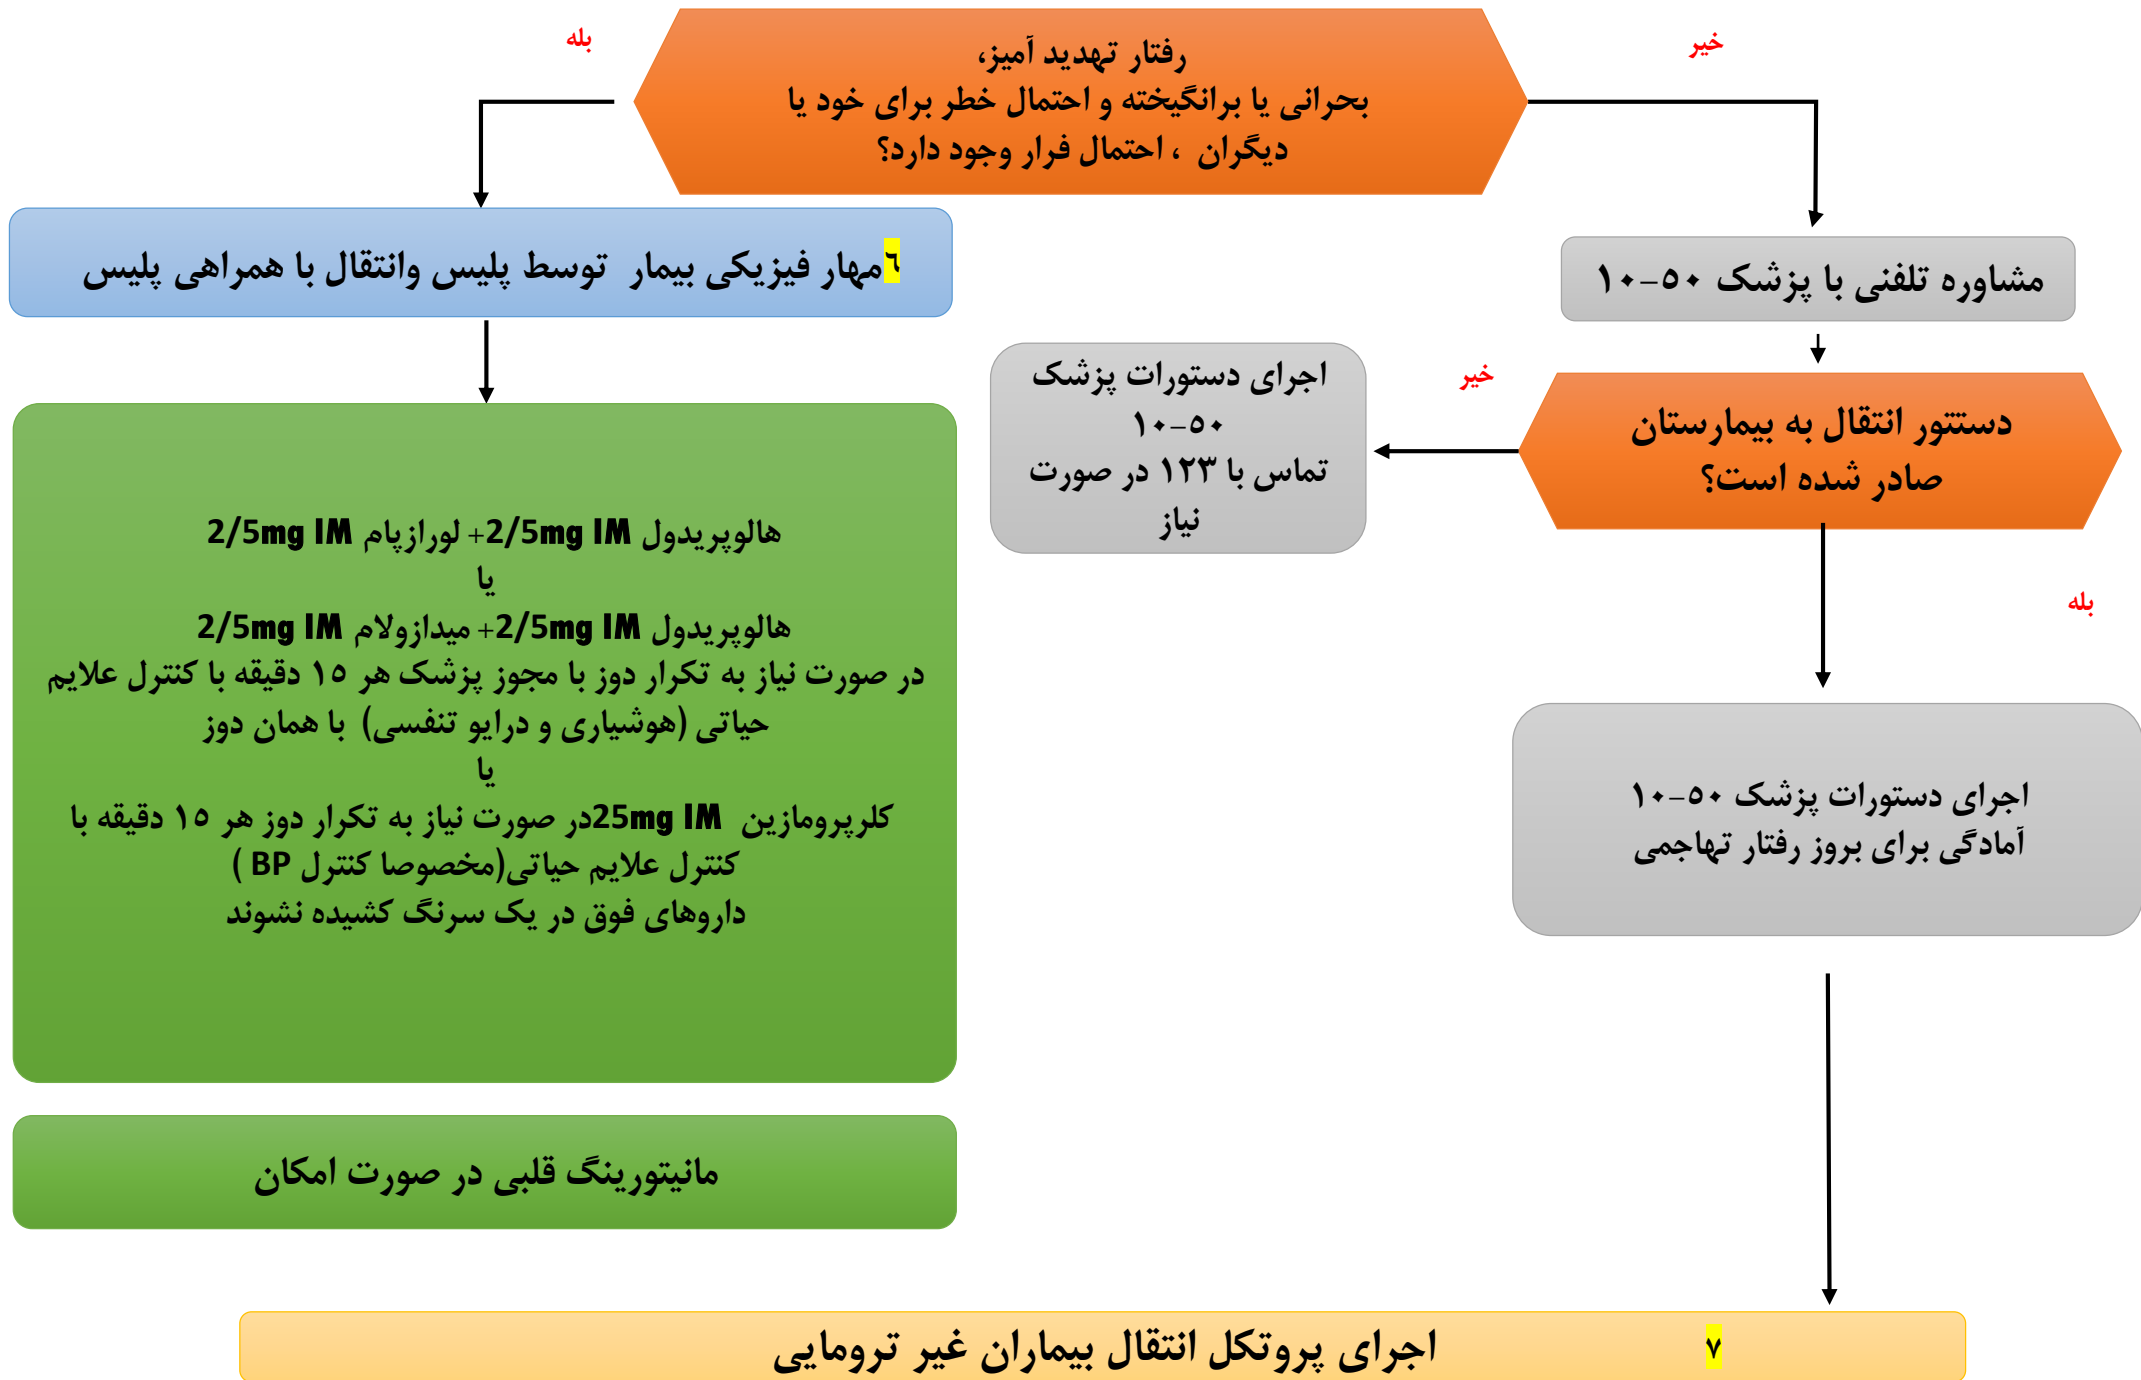 رفتار تهدید آمیز،
بحرانی یا برانگیخته و احتمال خطر برای خود یا
دیگران ، احتمال فرار وجود دارد؟
خیر
بله
مشاوره تلفنی با پزشک ۵۰-۱۰
۶مهار فیزیکی بیمار توسط پلیس وانتقال با همراهی پلیس
دستتور انتقال به بیمارستان
صادر شده است؟
خیر
اجرای دستورات پزشک
۵۰-۱۰
تماس با ۱۲۳ در صورت
نیاز
بله
اجرای دستورات پزشک ۵۰-۱۰
آمادگی برای بروز رفتار تهاجمی
هالوپریدول 2/5mg IM+ لورازپام 2/5mg IM
یا
هالوپریدول 2/5mg IM+ میدازولام 2/5mg IM
در صورت نیاز به تکرار دوز با مجوز پزشک هر ۱۵ دقیقه با کنترل علایم
حیاتی (هوشیاری و درایو تنفسی) با همان دوز
یا
کلرپرومازین 25mg IMدر صورت نیاز به تکرار دوز هر ۱۵ دقیقه با
کنترل علایم حیاتی(مخصوصا کنترل BP )
داروهای فوق در یک سرنگ کشیده نشوند
مانیتورینگ قلبی در صورت امکان
۷ اجرای پروتکل انتقال بیماران غیر ترومایی